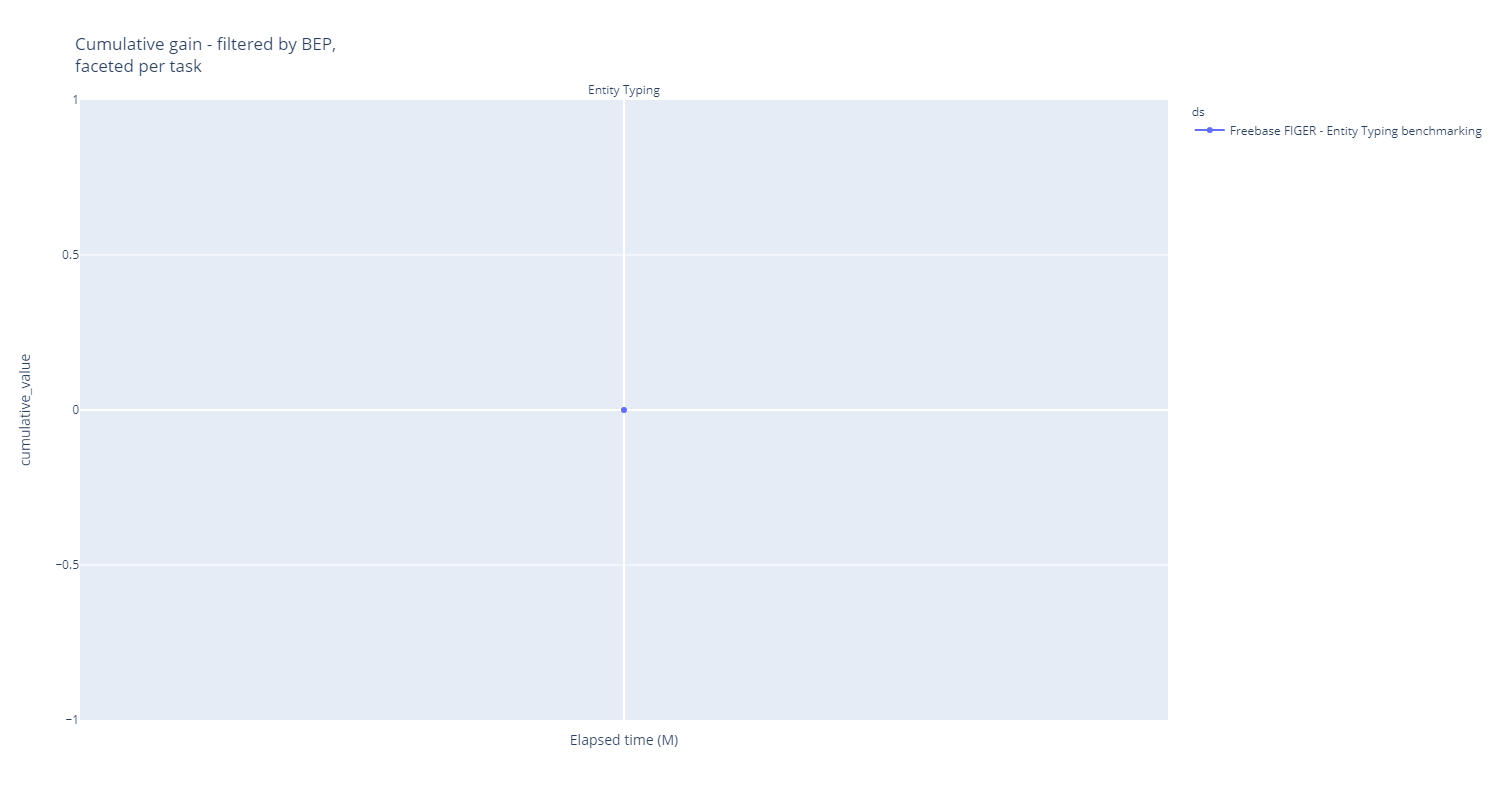 Cumulative gain - filtered by BEP,
faceted per task
Entity Typing
ds
Freebase FIGER - Entity Typing benchmarking
1
0.5
0
−0.5
−1
cumulative_value
Elapsed time (M)